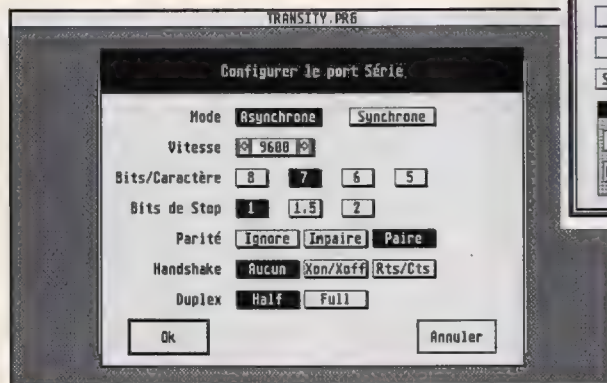 TRANSITY.PRG
Configurer le port Série
Mode Asynchrone Synchrone
Vitesse 9600
Bits/Caractère 8 7 6 5
Bits de Stop 1 1.5 2
Parité Ignore Impaire Paire
Handshake Aucun Xon/Xoff Rts/Cts
Duplex Half Full
Ok Annuler